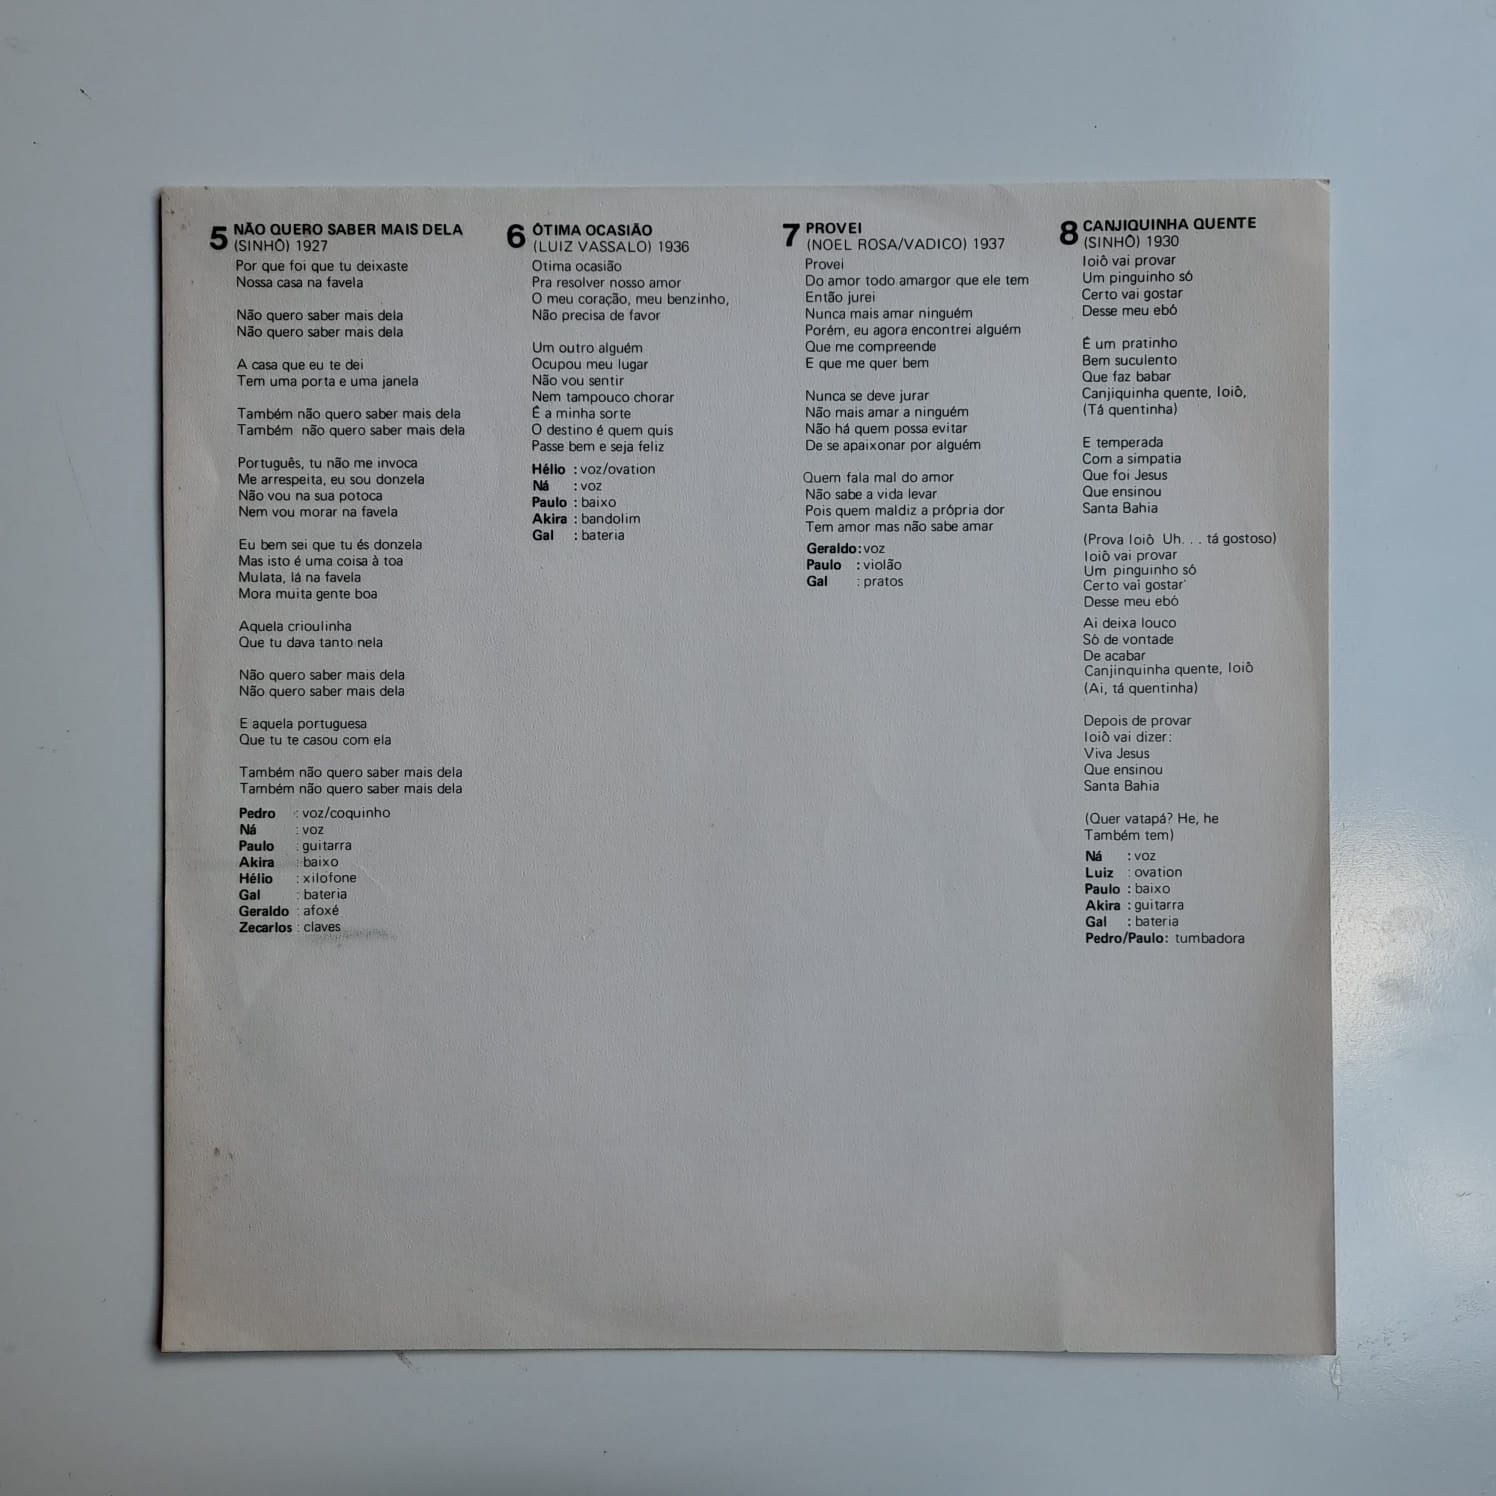 5 NÃO QUERO SABER MAIS DELA
(SINHÔ) 1927
Por que foi que tu deixaste
Nossa casa na favela
Não quero saber mais dela
Não quero saber mais dela
A casa que eu te dei
Tem uma porta e uma janela
Também não quero saber mais dela
Também não quero saber mais dela
Português, tu não me invoca
Me arrespeita, eu sou donzela
Não vou na sua potoca
Nem vou morar na favela
Eu bem sei que tu és donzela
Mas isto é uma coisa à toa
Mulata, lá na favela
Mora muita gente boa
Aquela crioulinha
Que tu dava tanto nela
Não quero saber mais dela
Não quero saber mais dela
E aquela portuguesa
Que tu te casou com ela
Também não quero saber mais dela
Também não quero saber mais dela
Pedro : voz/coquinho
Ná : voz
Paulo : guitarra
Akira : baixo
Hélio : xilofone
Gal : bateria
Geraldo : afoxé
Zecarlos : claves
6 ÓTIMA OCASIÃO
(LUIZ VASSALO) 1936
Otima ocasião
Pra resolver nosso amor
O meu coração, meu benzinho,
Não precisa de favor
Um outro alguém
Ocupou meu lugar
Não vou sentir
Nem tampouco chorar
É a minha sorte
O destino é quem quis
Passe bem e seja feliz
Hélio : voz/ovation
Ná : voz
Paulo : baixo
Akira : bandolim
Gal : bateria
7 PROVEI
(NOEL ROSA/VADICO) 1937
Provei
Do amor todo amargor que ele tem
Então jurei
Nunca mais amar ninguém
Porém, eu agora encontrei alguém
Que me compreende
E que me quer bem
Nunca se deve jurar
Não mais amar a ninguém
Não há quem possa evitar
De se apaixonar por alguém
Quem fala mal do amor
Não sabe a vida levar
Pois quem maldiz a própria dor
Tem amor mas não sabe amar
Geraldo: voz
Paulo : violão
Gal : pratos
8 CANJIQUINHA QUENTE
(SINHÔ) 1930
Ioiô vai provar
Um pinguinho só
Certo vai gostar
Desse meu ebó
É um pratinho
Bem suculento
Que faz babar
Canjiquinha quente, Ioiô,
(Tá quentinha)
E temperada
Com a simpatia
Que foi Jesus
Que ensinou
Santa Bahia
(Prova Ioiô Uh. . . tá gostoso)
Ioiô vai provar
Um pinguinho só
Certo vai gostar
Desse meu ebó
Ai deixa louco
Só de vontade
De acabar
Canjinquinha quente, Ioiô
(Ai, tá quentinha)
Depois de provar
Ioiô vai dizer:
Viva Jesus
Que ensinou
Santa Bahia
(Quer vatapá? He, he
Também tem)
Ná : voz
Luiz : ovation
Paulo : baixo
Akira : guitarra
Gal : bateria
Pedro/Paulo: tumbadora